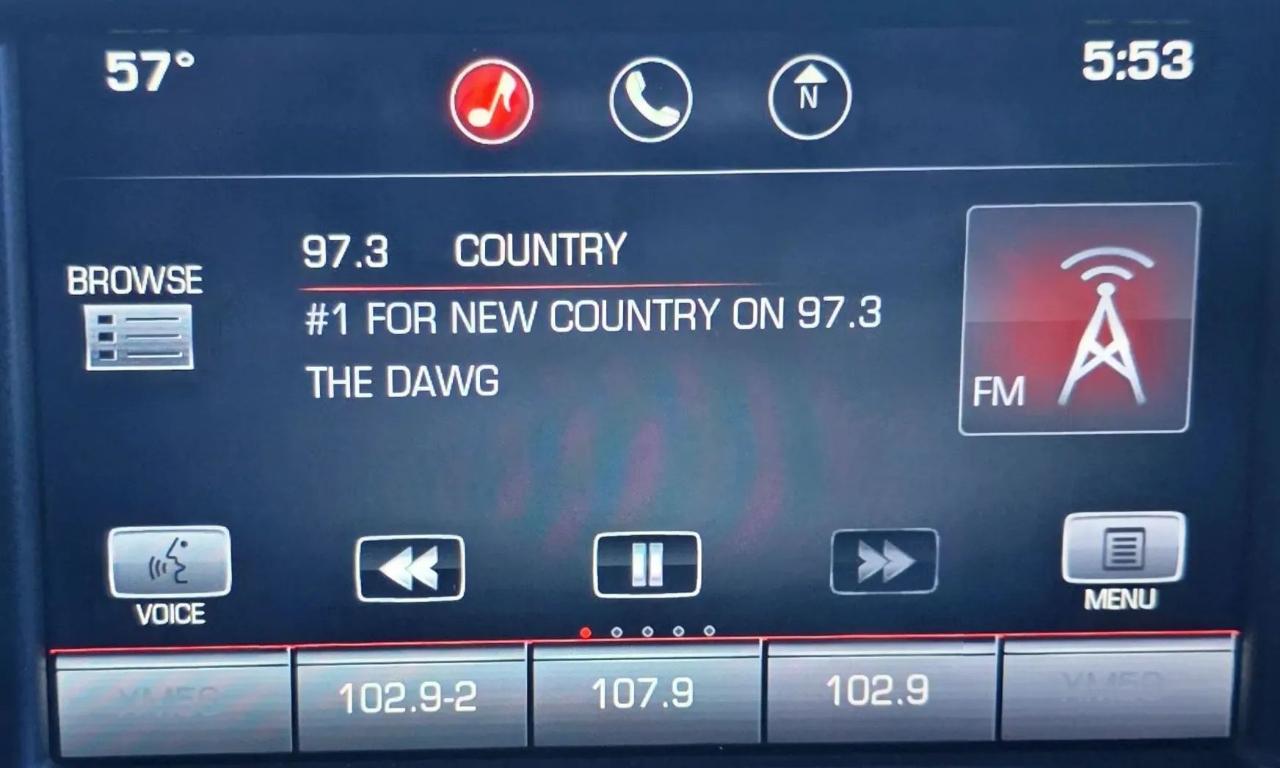 57°
5:53
N
97.3 COUNTRY
BROWSE
#1 FOR NEW COUNTRY ON 97.3
THE DAWG
FM
VOICE
MENU
102.9-2
107.9
102.9